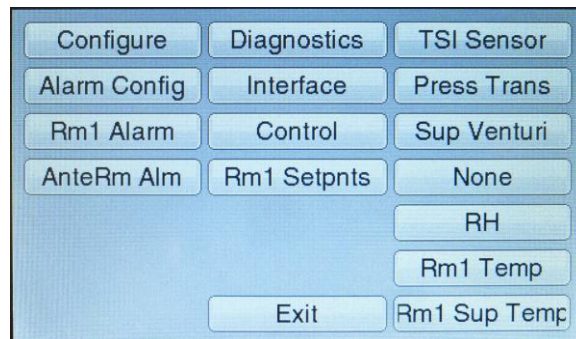 Configure Diagnostics TSI Sensor
Alarm Config Interface Press Trans
Rm1 Alarm Control Sup Venturi
AnteRm Alm Rm1 Setpnts None
RH
Rm1 Temp
Exit Rm1 Sup Temp